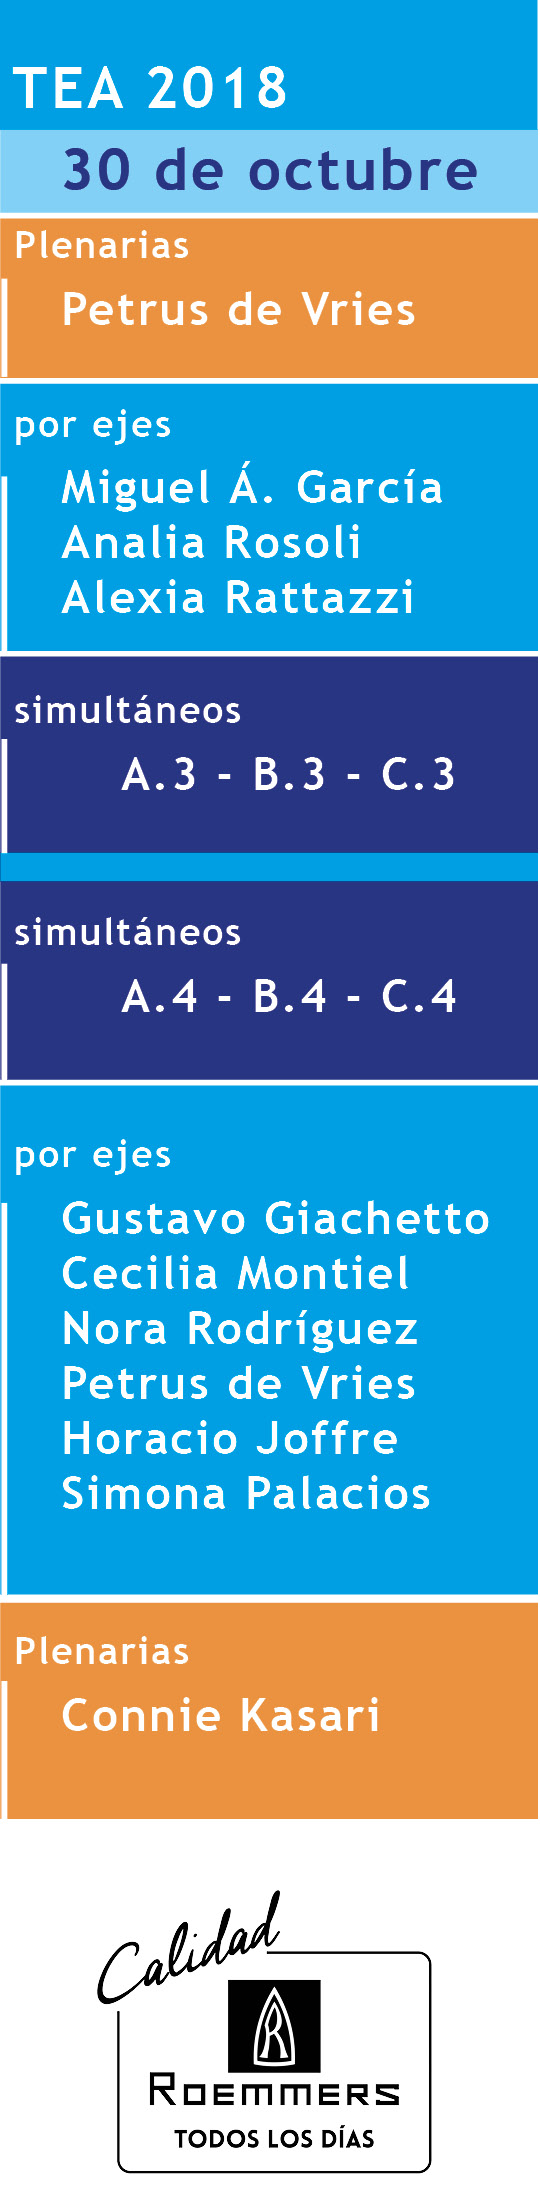 TEA 2018
30 de octubre
Plenarias
Petrus de Vries
por ejes
Miguel Á. García
Analia Rosoli
Alexia Rattazzi
simultáneos
A.3 - B.3 - C.3
simultáneos
A.4 - B.4 - C.4
por ejes
Gustavo Giachetto
Cecilia Montiel
Nora Rodríguez
Petrus de Vries
Horacio Joffre
Simona Palacios
Plenarias
Connie Kasari
Calidad
R
ROEMMERS
TODOS LOS DÍAS